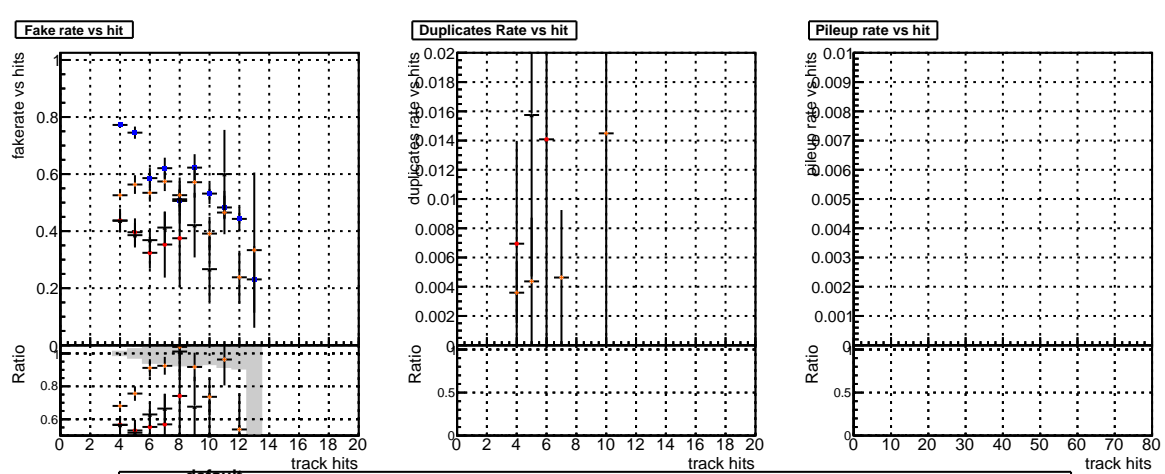 Fake rate vs hit
fakerate vs hits
1
0.8
0.6
0.4
0.2
0
Ratio
1
0.8
0.6
0 2 4 6 8 10 12 14 16 18 20
track hits
Duplicates Rate vs hit
duplicates rate vs hits
0.02
0.018
0.016
0.014
0.012
0.01
0.008
0.006
0.004
0.002
0
Ratio
1
0.5
0
0 2 4 6 8 10 12 14 16 18 20
track hits
Pileup rate vs hit
pileup rate vs hits
0.01
0.009
0.008
0.007
0.006
0.005
0.004
0.003
0.002
0.001
0
Ratio
1
0.5
0
0 10 20 30 40 50 60 70 80
track hits